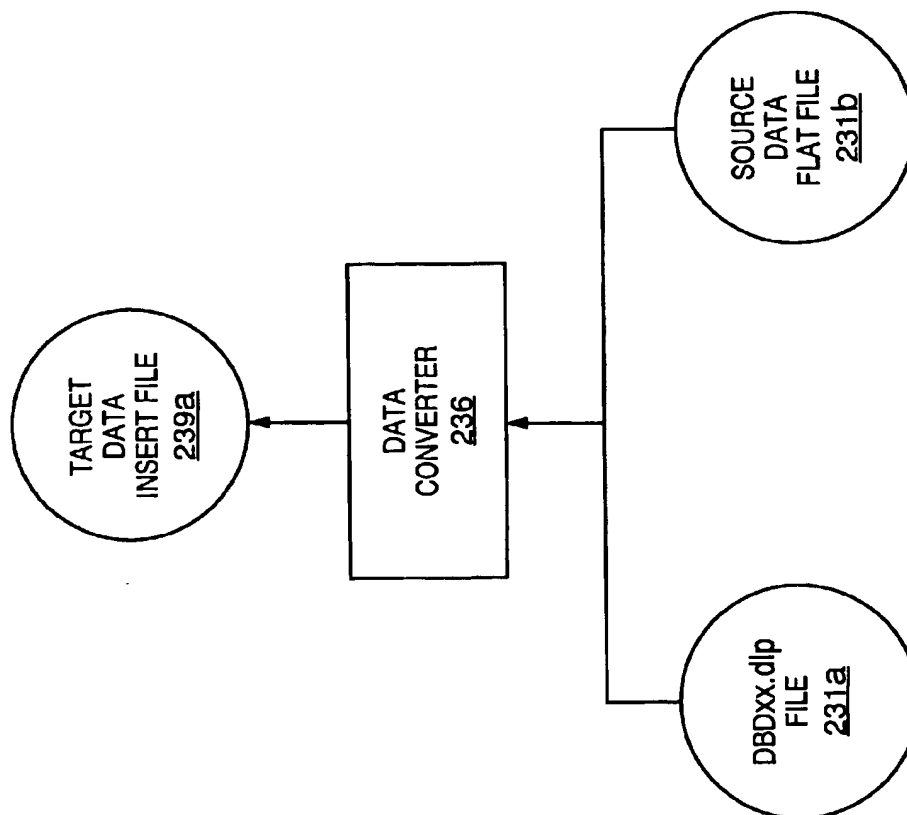 TARGET
DATA
INSERT FILE
239a
DATA
CONVERTER
236
DBDxx.dlp
FILE
231a
SOURCE
DATA
FLAT FILE
231b